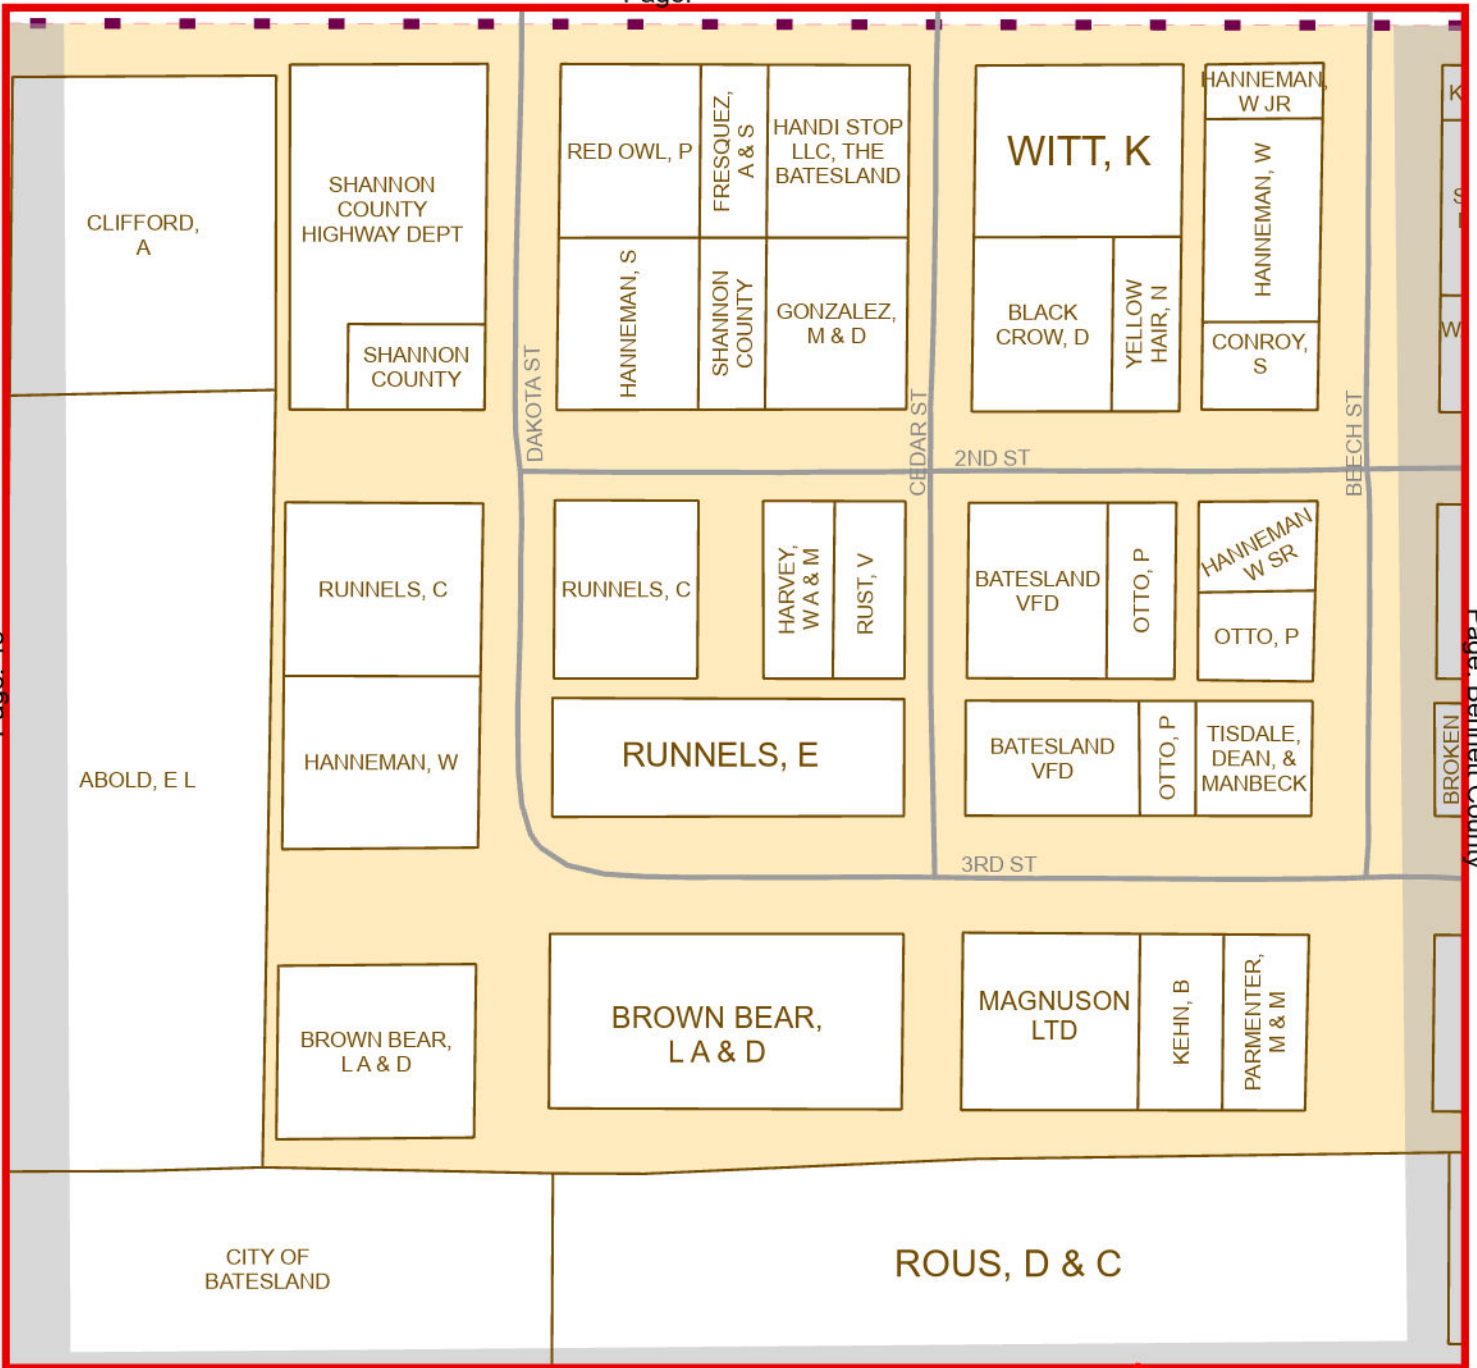 CLIFFORD,
A
SHANNON
COUNTY
HIGHWAY DEPT
SHANNON
COUNTY
RED OWL, P
FRESQUEZ,
A & S
HANDI STOP
LLC, THE
BATESLAND
HANNEMAN, S
SHANNON
COUNTY
GONZALEZ,
M & D
WITT, K
HANNEMAN,
W JR
HANNEMAN, W
BLACK
CROW, D
YELLOW
HAIR, N
CONROY,
S
K
W
DAKOTA ST
CEDAR ST
2ND ST
BEECH ST
ABOLD, E L
RUNNELS, C
HANNEMAN, W
RUNNELS, C
HARVEY,
W A & M
RUST, V
BATESLAND
VFD
OTTO, P
HANNEMAN
W SR
OTTO, P
RUNNELS, E
BATESLAND
VFD
OTTO, P
TISDALE,
DEAN, &
MANBECK
BROKEN
Page: Bennett County
3RD ST
BROWN BEAR,
L A & D
BROWN BEAR,
L A & D
MAGNUSON
LTD
KEHN, B
PARMENTER,
M & M
CITY OF
BATESLAND
ROUS, D & C